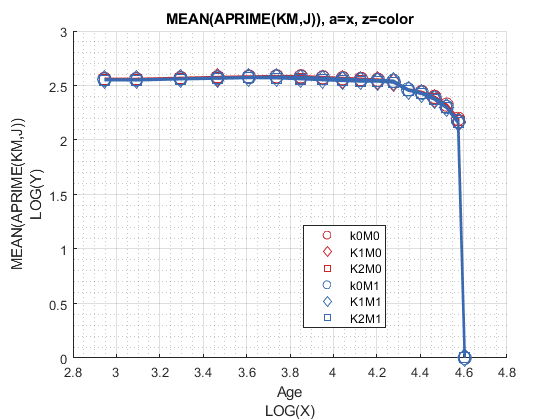 MEAN(APRIME(KM,J)), a=x, z=color
3
2.5
2
1.5
1
0.5
0
MEAN(APRIME(KM,J))
LOG(Y)
k0M0
K1M0
K2M0
k0M1
K1M1
K2M1
2.8 3 3.2 3.4 3.6 3.8 4 4.2 4.4 4.6 4.8
Age
LOG(X)